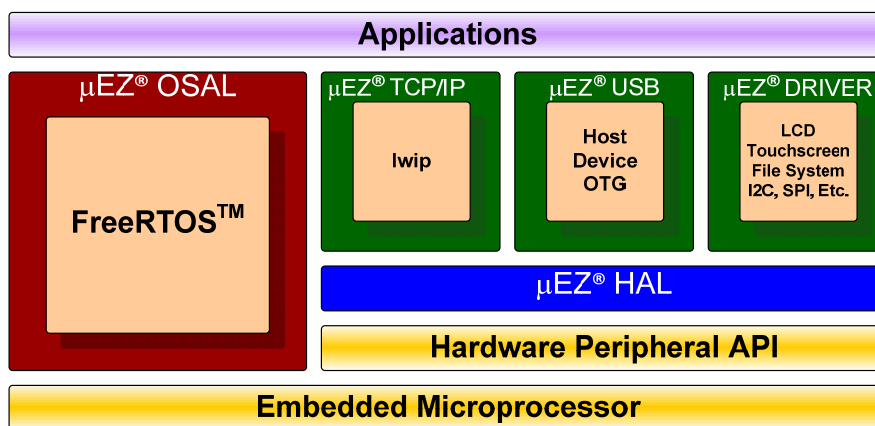 Applications
μEZ® OSAL
FreeRTOS™
μEZ® TCP/IP
lwip
μEZ® USB
Host
Device
OTG
μEZ® DRIVER
LCD
Touchscreen
File System
I2C, SPI, Etc.
μEZ® HAL
Hardware Peripheral API
Embedded Microprocessor